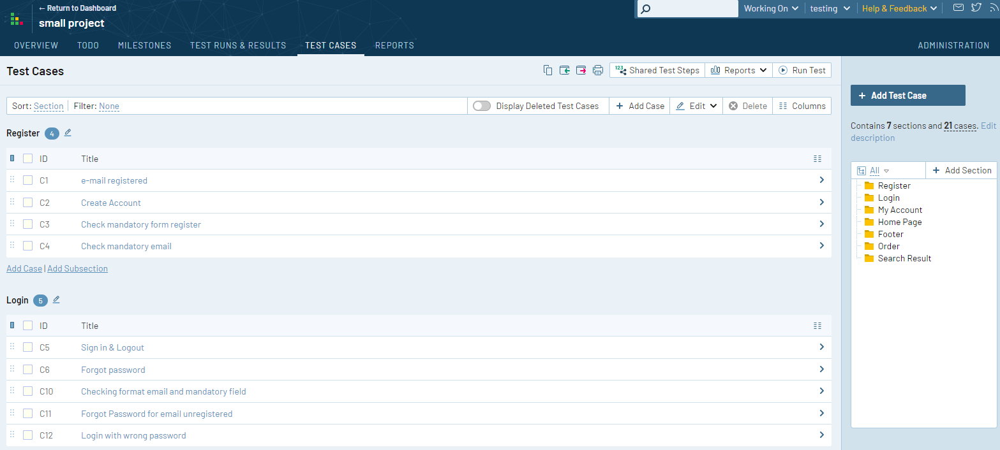 ← Return to Dashboard
small project
Working On
testing
Help & Feedback
OVERVIEW TODO MILESTONES TEST RUNS & RESULTS TEST CASES REPORTS ADMINISTRATION
Test Cases
123 Shared Test Steps Reports Run Test
Sort: Section Filter: None
Display Deleted Test Cases + Add Case Edit Delete Columns
Register 4
ID Title
C1 e-mail registered
C2 Create Account
C3 Check mandatory form register
C4 Check mandatory email
Add Case | Add Subsection
Login 5
ID Title
C5 Sign in & Logout
C6 Forgot password
C10 Checking format email and mandatory field
C11 Forgot Password for email unregistered
C12 Login with wrong password
+ Add Test Case
Contains 7 sections and 21 cases. Edit
description
All + Add Section
Register
Login
My Account
Home Page
Footer
Order
Search Result